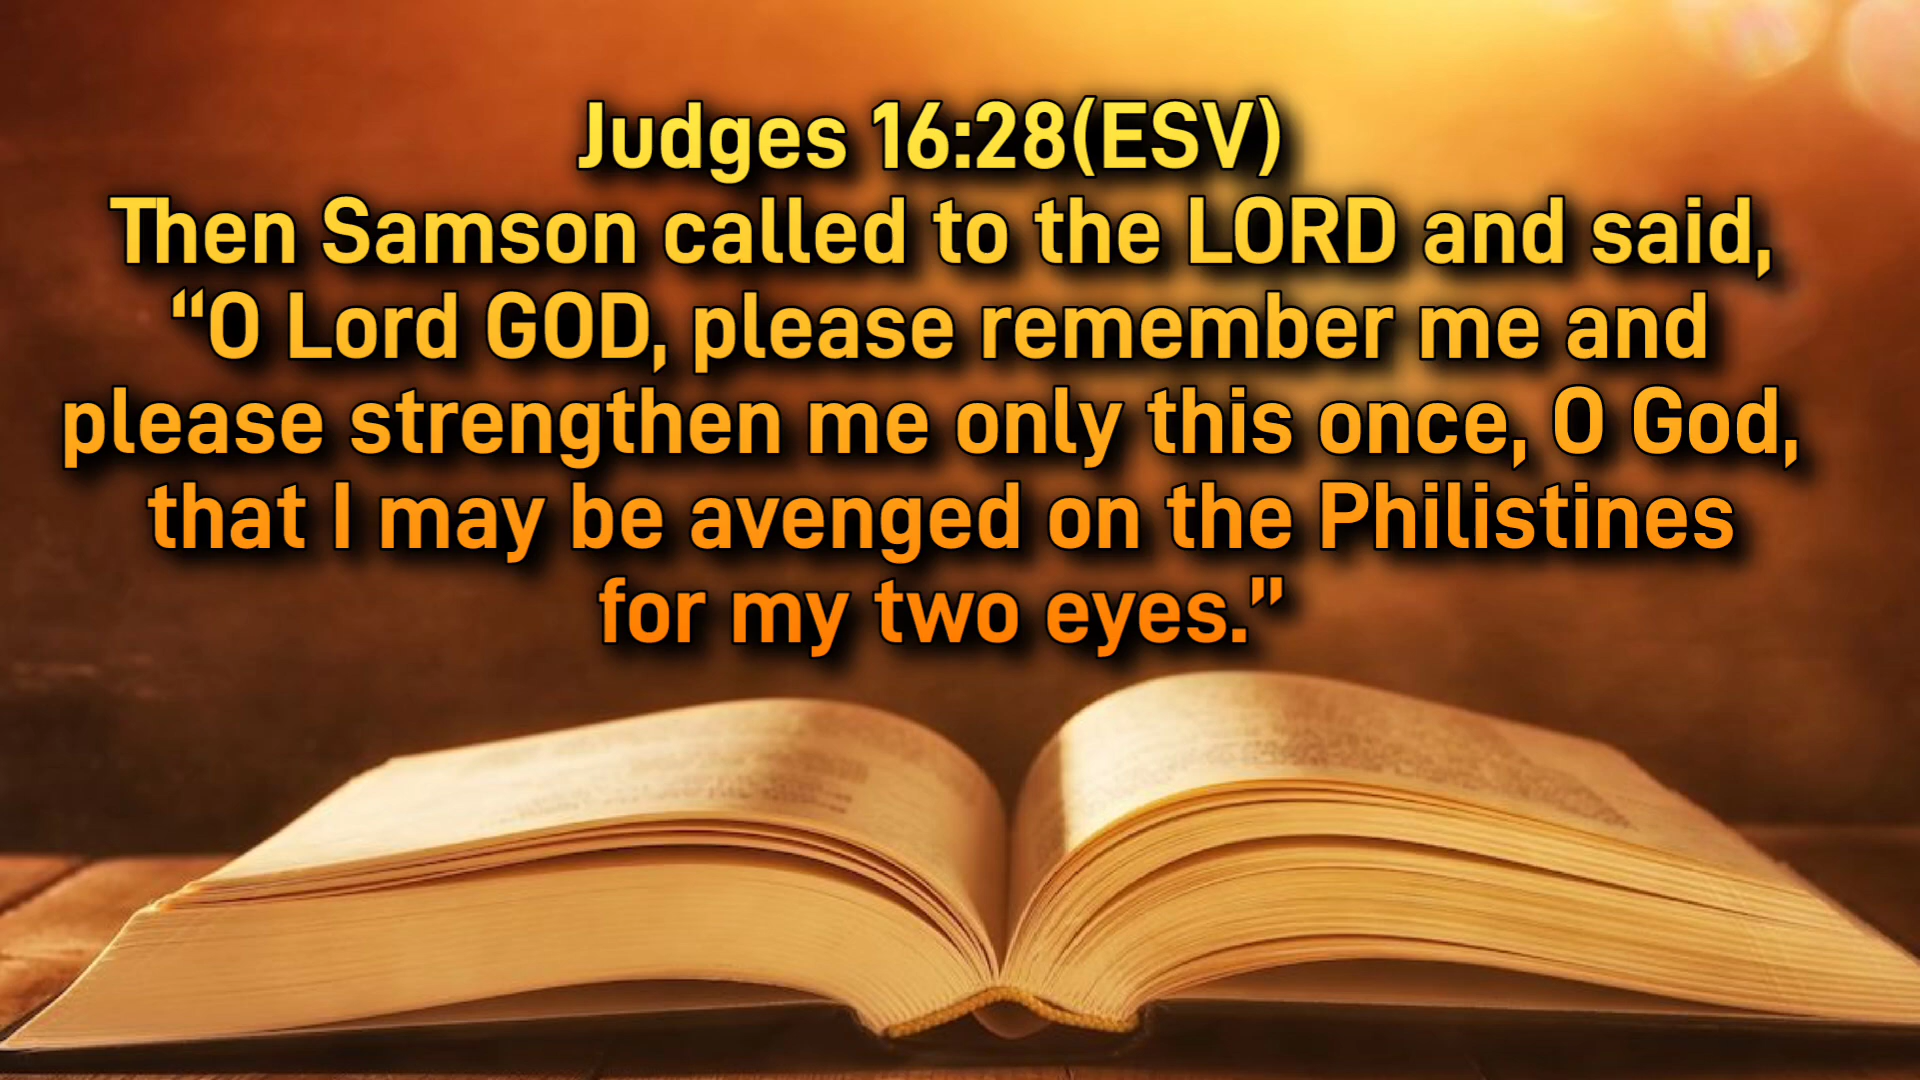 Judges 16:28(ESV)
Then Samson called to the LORD and said,
“O Lord GOD, please remember me and
please strengthen me only this once, O God,
that I may be avenged on the Philistines
for my two eyes.”